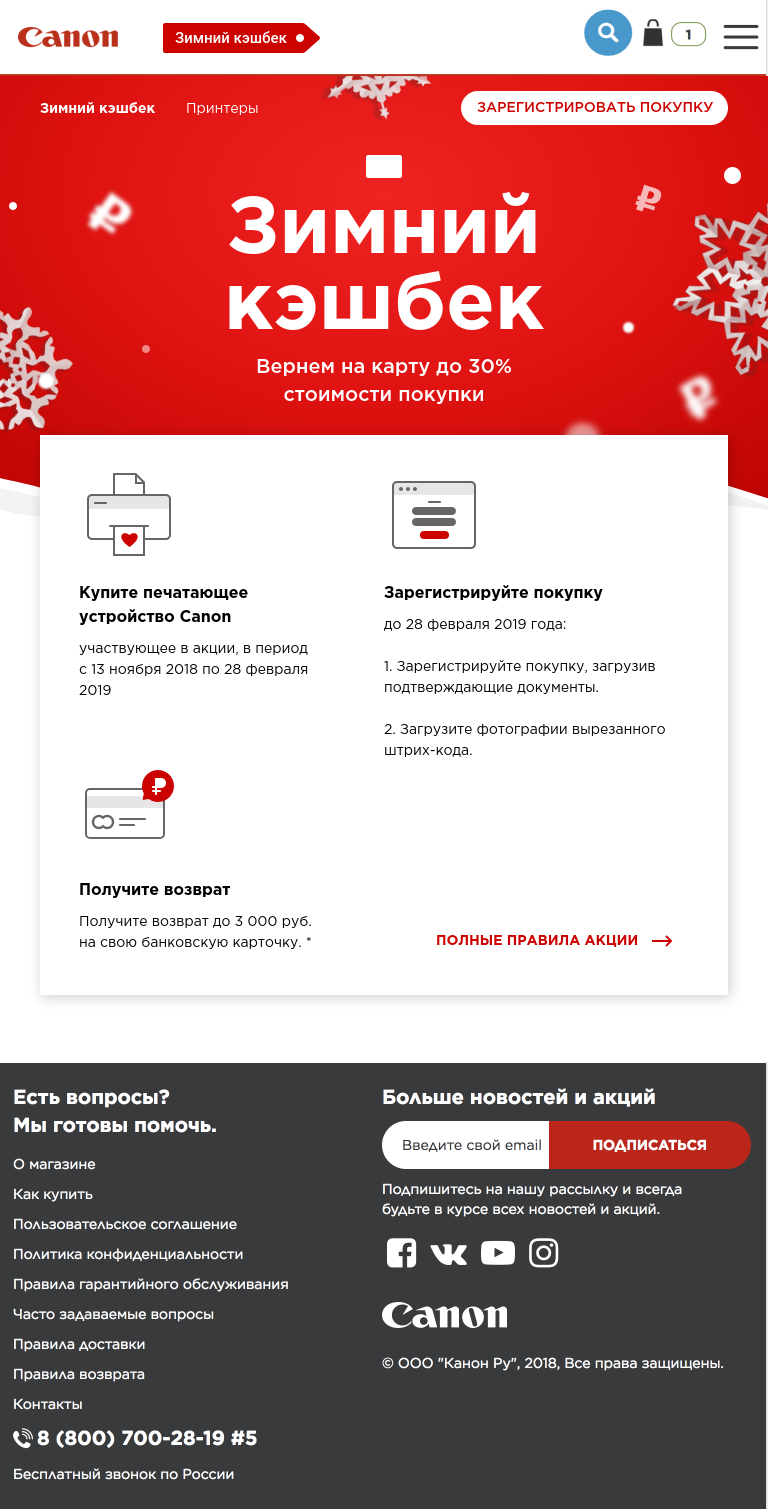 Canon
Зимний кэшбек
1
Зимний кэшбек
Принтеры
ЗАРЕГИСТРИРОВАТЬ ПОКУПКУ
Зимний
кэшбек
Вернем на карту до 30%
стоимости покупки
Купите печатающее
устройство Canon
участвующее в акции, в период
с 13 ноября 2018 по 28 февраля
2019
Зарегистрируйте покупку
до 28 февраля 2019 года:
1. Зарегистрируйте покупку, загрузив
подтверждающие документы.
2. Загрузите фотографии вырезанного
штрих-кода.
Получите возврат
Получите возврат до 3 000 руб.
на свою банковскую карточку. *
ПОЛНЫЕ ПРАВИЛА АКЦИИ
Есть вопросы?
Мы готовы помочь.
О магазине
Как купить
Пользовательское соглашение
Политика конфиденциальности
Правила гарантийного обслуживания
Часто задаваемые вопросы
Правила доставки
Правила возврата
Контакты
8 (800) 700-28-19 #5
Бесплатный звонок по России
Больше новостей и акций
Введите свой email
ПОДПИСАТЬСЯ
Подпишитесь на нашу рассылку и всегда
будьте в курсе всех новостей и акций.
Canon
© ООО "Канон Ру", 2018, Все права защищены.